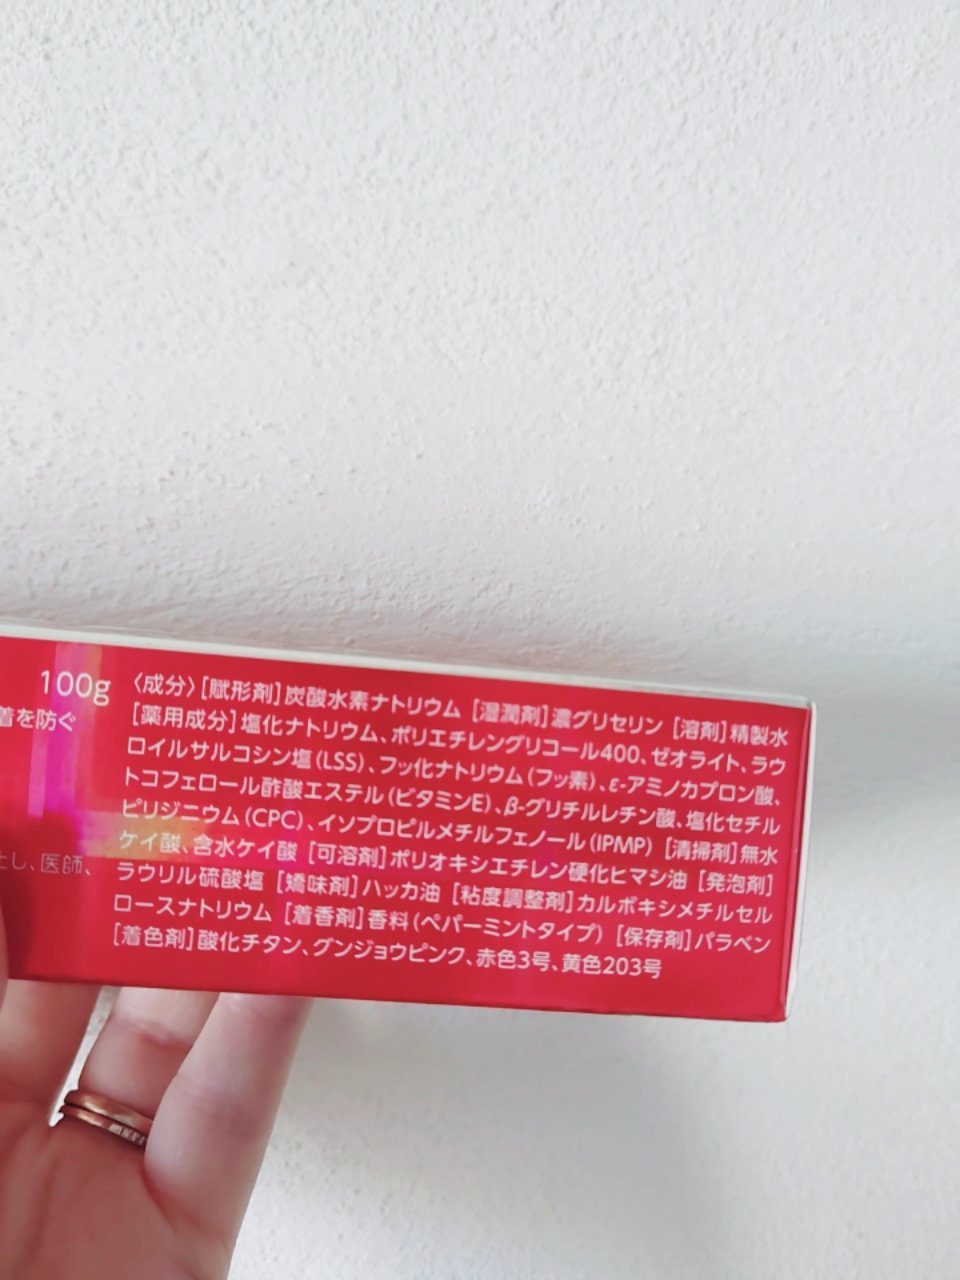 100g
着を防ぐ
とし、医師、
〈成分〉［賦形剤］炭酸水素ナトリウム ［湿潤剤］濃グリセリン ［溶剤］精製水
［薬用成分］塩化ナトリウム、ポリエチレングリコール400、ゼオライト、ラウ
ロイルサルコシン塩（LSS）、フッ化ナトリウム（フッ素）、ε-アミノカプロン酸、
トコフェロール酢酸エステル（ビタミンE）、β-グリチルレチン酸、塩化セチル
ピリジニウム（CPC）、イソプロピルメチルフェノール（IPMP） ［清掃剤］無水
ケイ酸、含水ケイ酸 ［可溶剤］ポリオキシエチレン硬化ヒマシ油 ［発泡剤］
ラウリル硫酸塩 ［矯味剤］ハッカ油 ［粘度調整剤］カルボキシメチルセル
ロースナトリウム ［着香剤］香料（ペパーミントタイプ） ［保存剤］パラベン
［着色剤］酸化チタン、グンジョウピンク、赤色3号、黄色203号